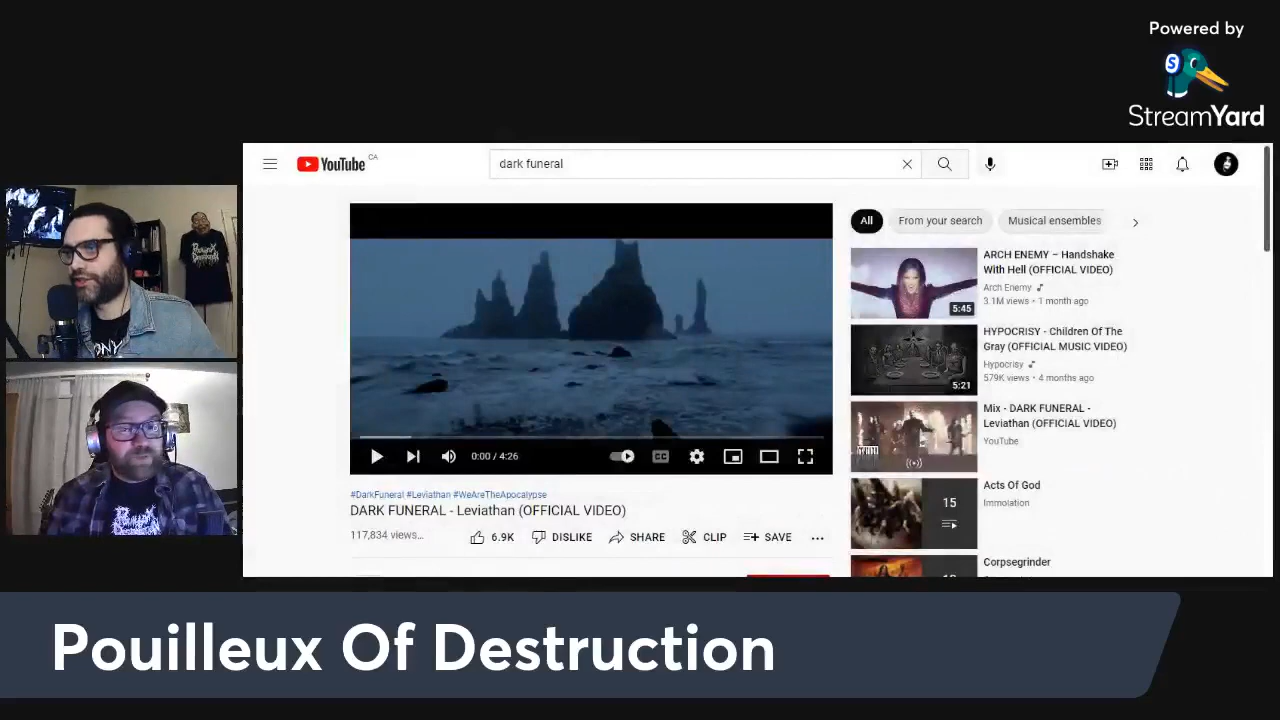 Powered by
StreamYard
YouTube CA
dark funeral
All
From your search
Musical ensembles
ARCH ENEMY – Handshake
With Hell (OFFICIAL VIDEO)
Arch Enemy
3.1M views • 1 month ago
5:45
HYPOCRISY - Children Of The
Gray (OFFICIAL MUSIC VIDEO)
Hypocrisy
579K views • 4 months ago
5:21
Mix - DARK FUNERAL -
Leviathan (OFFICIAL VIDEO)
YouTube
Acts Of God
Immolation
15
Corpsegrinder
0:00 / 4:26
CC
#DarkFuneral #Leviathan #WeAreTheApocalypse
DARK FUNERAL - Leviathan (OFFICIAL VIDEO)
117,834 views...
6.9K
DISLIKE
SHARE
CLIP
SAVE
Pouilleux Of Destruction